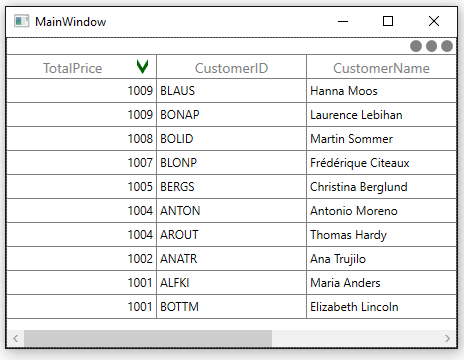 MainWindow
TotalPrice CustomerID CustomerName
1009 BLAUS Hanna Moos
1009 BONAP Laurence Lebihan
1008 BOLID Martin Sommer
1007 BLONP Frédérique Citeaux
1005 BERGS Christina Berglund
1004 ANTON Antonio Moreno
1004 AROUT Thomas Hardy
1002 ANATR Ana Trujilo
1001 ALFKI Maria Anders
1001 BOTTM Elizabeth Lincoln